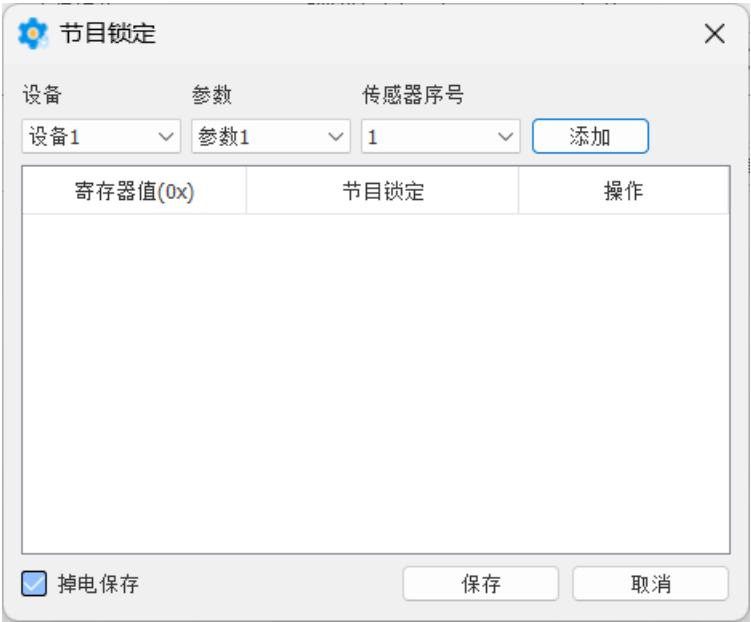 节目锁定
设备 参数 传感器序号
设备1 参数1 1 添加
寄存器值(0x) 节目锁定 操作
掉电保存 保存 取消